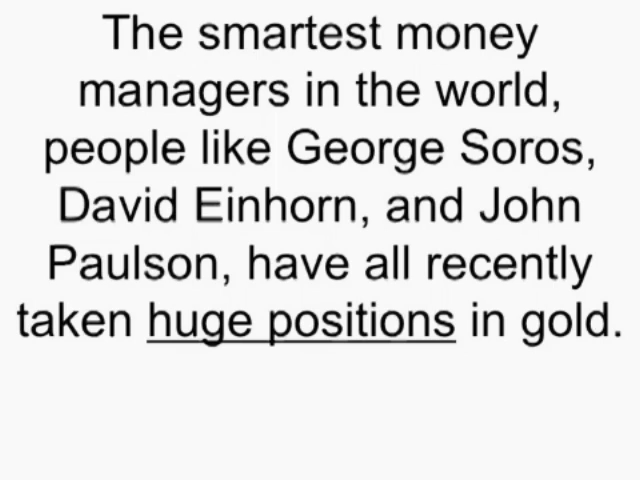 The smartest money
managers in the world,
people like George Soros,
David Einhorn, and John
Paulson, have all recently
taken huge positions in gold.